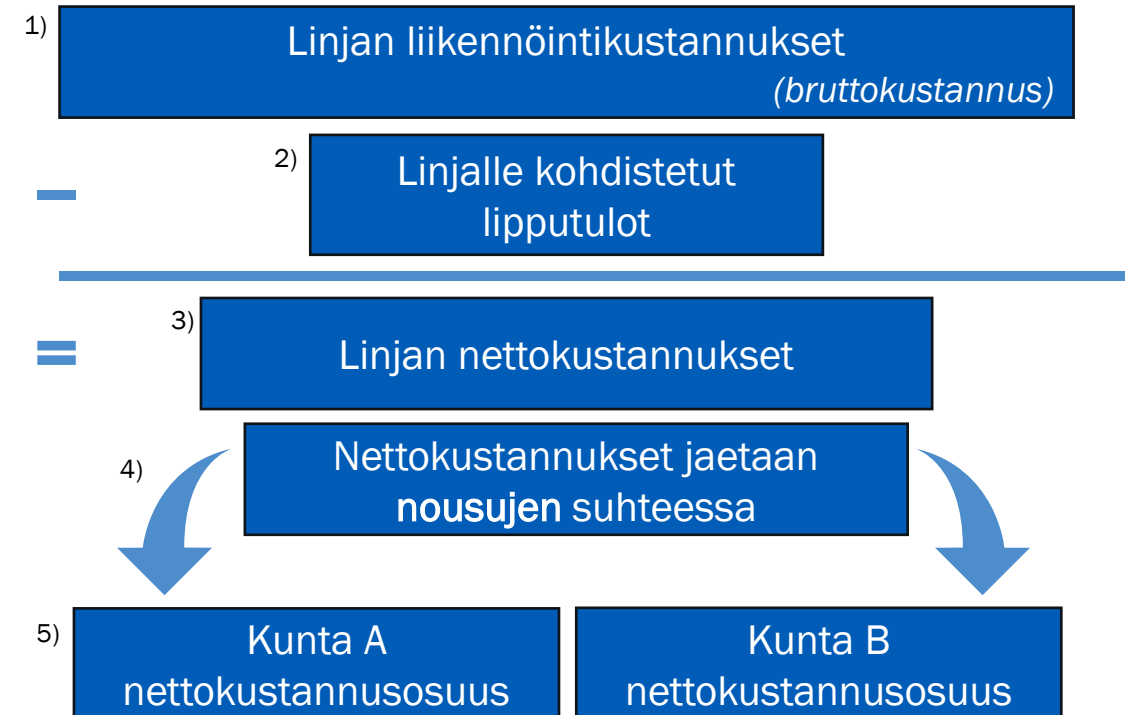 1)
Linjan liikennöintikustannukset
(bruttokustannus)
2)
Linjalle kohdistetut
lipputulot
3)
Linjan nettokustannukset
4)
Nettokustannukset jaetaan
nousujen suhteessa
5)
Kunta A
nettokustannusosuus
Kunta B
nettokustannusosuus